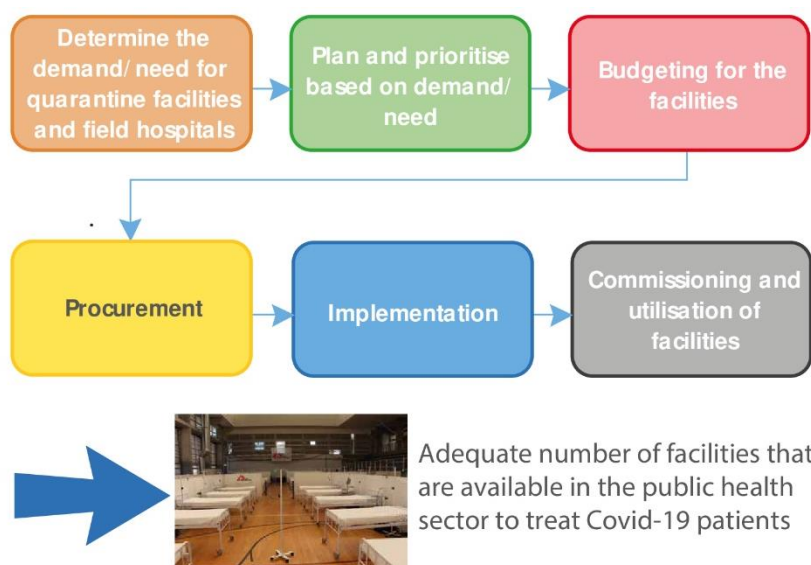 Determine the
demand/ need for
quarantine facilities
and field hospitals
Plan and prioritise
based on demand/
need
Budgeting for the
facilities
Procurement
Implementation
Commissioning and
utilisation of
facilities
Adequate number of facilities that
are available in the public health
sector to treat Covid-19 patients